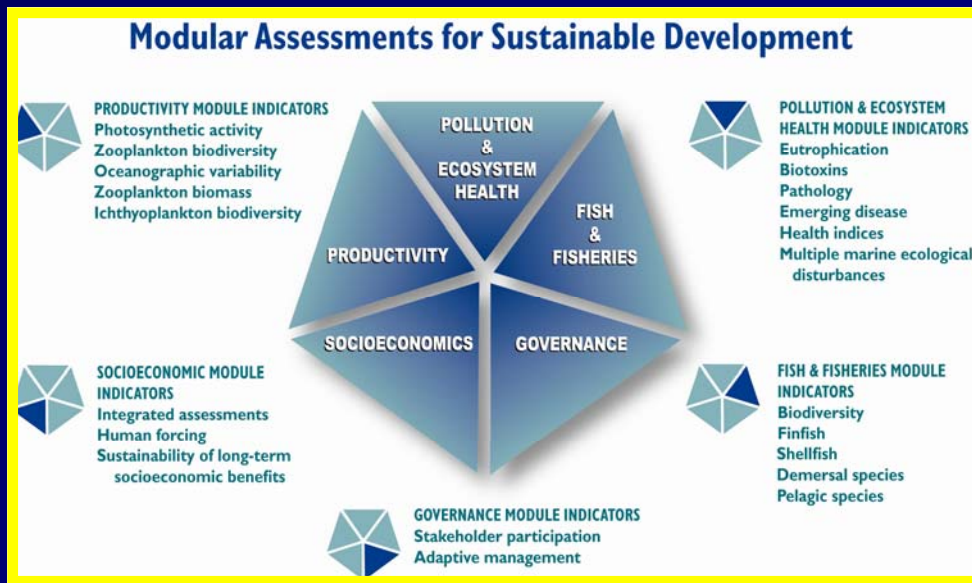 Modular Assessments for Sustainable Development
PRODUCTIVITY MODULE INDICATORS
Photosynthetic activity
Zooplankton biodiversity
Oceanographic variability
Zooplankton biomass
Ichthyoplankton biodiversity
POLLUTION
&
ECOSYSTEM
HEALTH
FISH
&
FISHERIES
PRODUCTIVITY
SOCIOECONOMICS
GOVERNANCE
POLLUTION & ECOSYSTEM
HEALTH MODULE INDICATORS
Eutrophication
Biotoxins
Pathology
Emerging disease
Health indices
Multiple marine ecological
disturbances
SOCIOECONOMIC MODULE
INDICATORS
Integrated assessments
Human forcing
Sustainability of long-term
socioeconomic benefits
FISH & FISHERIES MODULE
INDICATORS
Biodiversity
Finfish
Shellfish
Demersal species
Pelagic species
GOVERNANCE MODULE INDICATORS
Stakeholder participation
Adaptive management